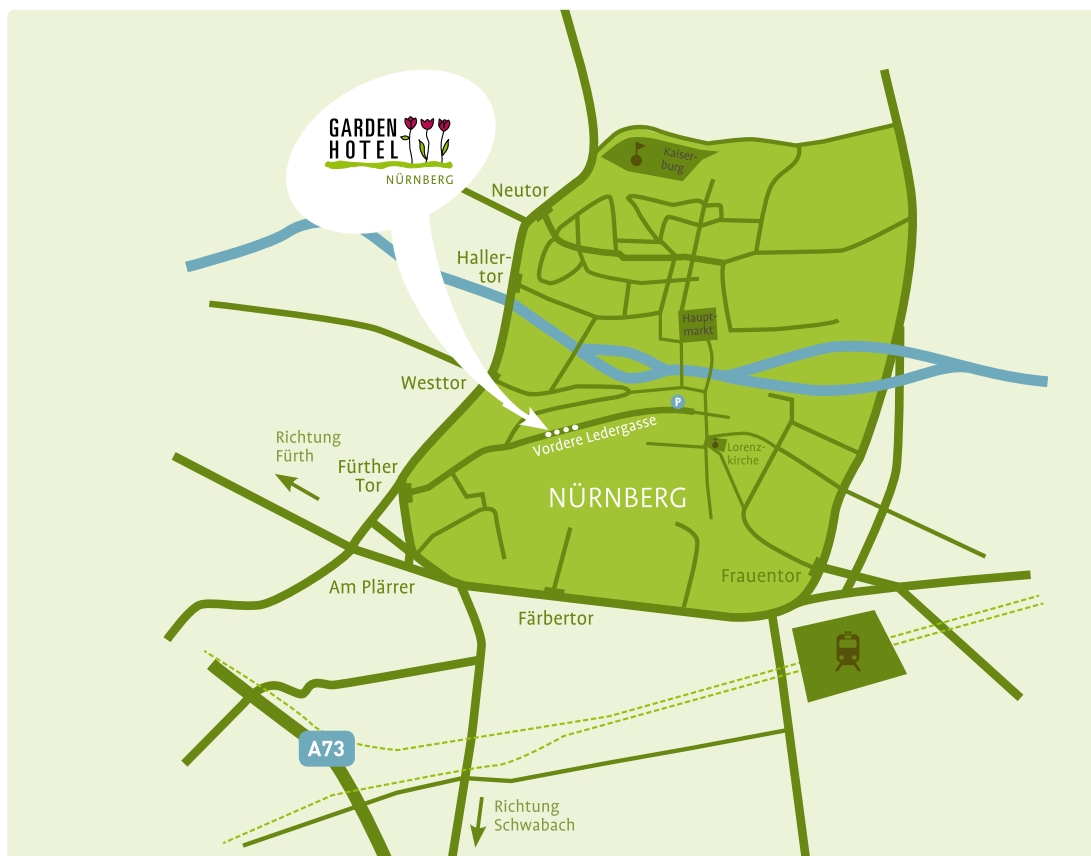 GARDEN
HOTEL
NÜRNBERG
Kaiser-
burg
Neutor
Haller-
tor
Haupt-
markt
Westtor
P
Vordere Ledergasse
Richtung
Fürth
Lorenz-
kirche
Fürther
Tor
NÜRNBERG
Am Plärrer
Frauentor
Färbertor
A73
Richtung
Schwabach